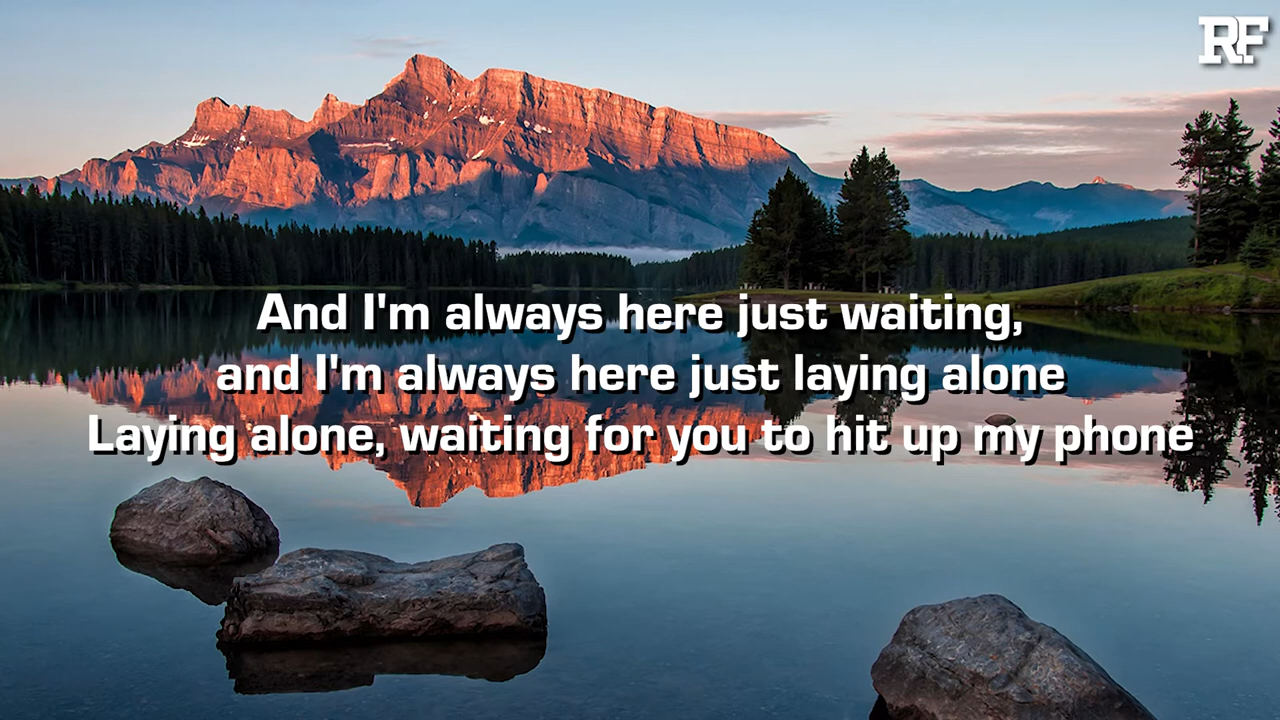 RF
And I'm always here just waiting,
and I'm always here just laying alone
Laying alone, waiting for you to hit up my phone